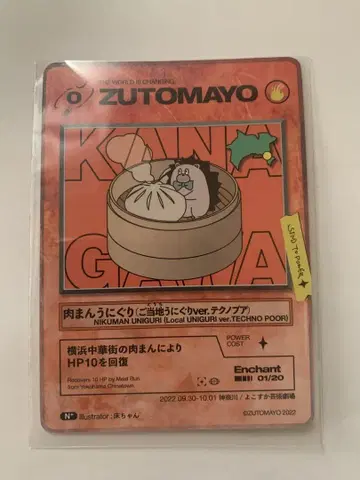 THE WORLD IS CHANGING
ZUTOMAYO
KANA
GAWA
SEND TO POWER
肉まんうにぐり(ご当地うにぐりver.テクノプア)
NIKUMAN UNIGURI (Local UNIGURI ver.TECHNO POOR)
横浜中華街の肉まんにより
HP10を回復
Recovers 10 HP by Meat Bun
from Yokohama Chinatown
POWER
COST
Enchant
01/20
2022.09.30-10.01 神奈川 / よこすか芸術劇場
N
Illustrator : 床ちゃん
©ZUTOMAYO 2022